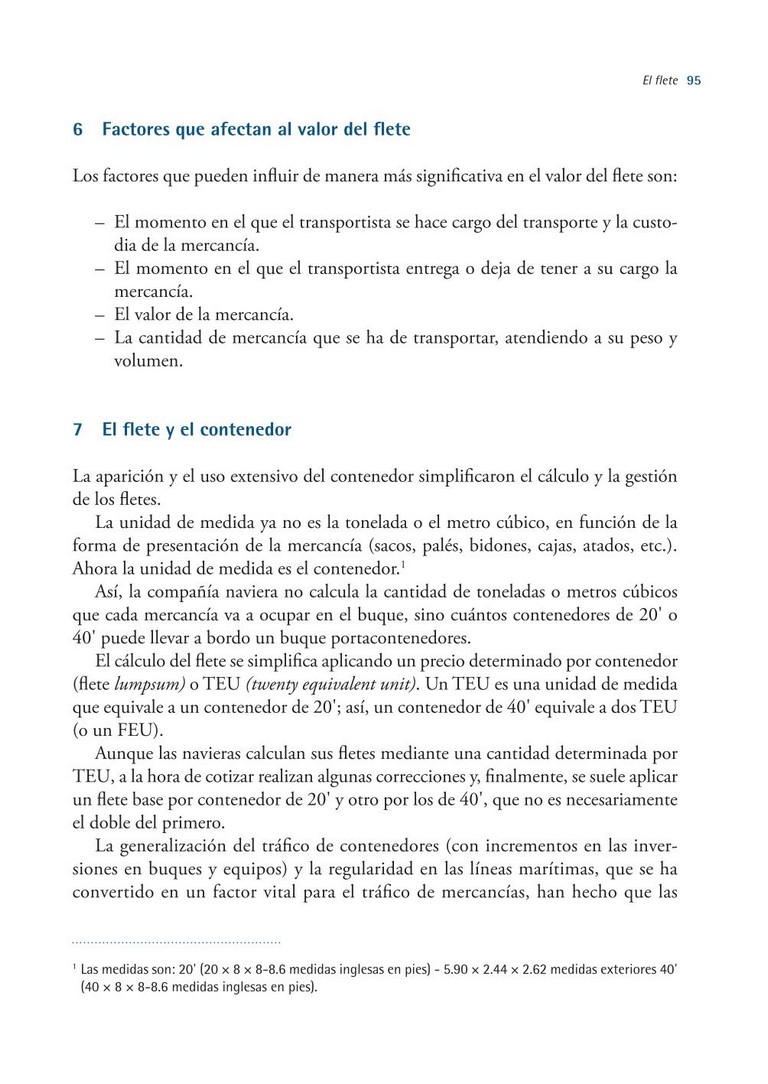 El flete 95
6 Factores que afectan al valor del flete
Los factores que pueden influir de manera más significativa en el valor del flete son:
– El momento en el que el transportista se hace cargo del transporte y la custo-
dia de la mercancía.
– El momento en el que el transportista entrega o deja de tener a su cargo la
mercancía.
– El valor de la mercancía.
– La cantidad de mercancía que se ha de transportar, atendiendo a su peso y
volumen.
7 El flete y el contenedor
La aparición y el uso extensivo del contenedor simplificaron el cálculo y la gestión
de los fletes.
La unidad de medida ya no es la tonelada o el metro cúbico, en función de la
forma de presentación de la mercancía (sacos, palés, bidones, cajas, atados, etc.).
Ahora la unidad de medida es el contenedor.¹
Así, la compañía naviera no calcula la cantidad de toneladas o metros cúbicos
que cada mercancía va a ocupar en el buque, sino cuántos contenedores de 20' o
40' puede llevar a bordo un buque portacontenedores.
El cálculo del flete se simplifica aplicando un precio determinado por contenedor
(flete lumpsum) o TEU (twenty equivalent unit). Un TEU es una unidad de medida
que equivale a un contenedor de 20'; así, un contenedor de 40' equivale a dos TEU
(o un FEU).
Aunque las navieras calculan sus fletes mediante una cantidad determinada por
TEU, a la hora de cotizar realizan algunas correcciones y, finalmente, se suele aplicar
un flete base por contenedor de 20' y otro por los de 40', que no es necesariamente
el doble del primero.
La generalización del tráfico de contenedores (con incrementos en las inver-
siones en buques y equipos) y la regularidad en las líneas marítimas, que se ha
convertido en un factor vital para el tráfico de mercancías, han hecho que las
¹ Las medidas son: 20' (20 × 8 × 8-8.6 medidas inglesas en pies) - 5.90 × 2.44 × 2.62 medidas exteriores 40'
(40 × 8 × 8-8.6 medidas inglesas en pies).